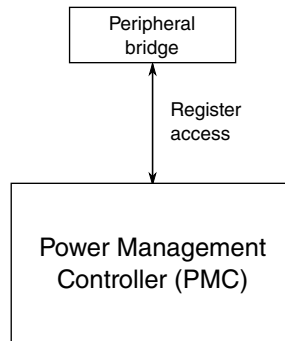 Peripheral
bridge
Register
access
Power Management
Controller (PMC)